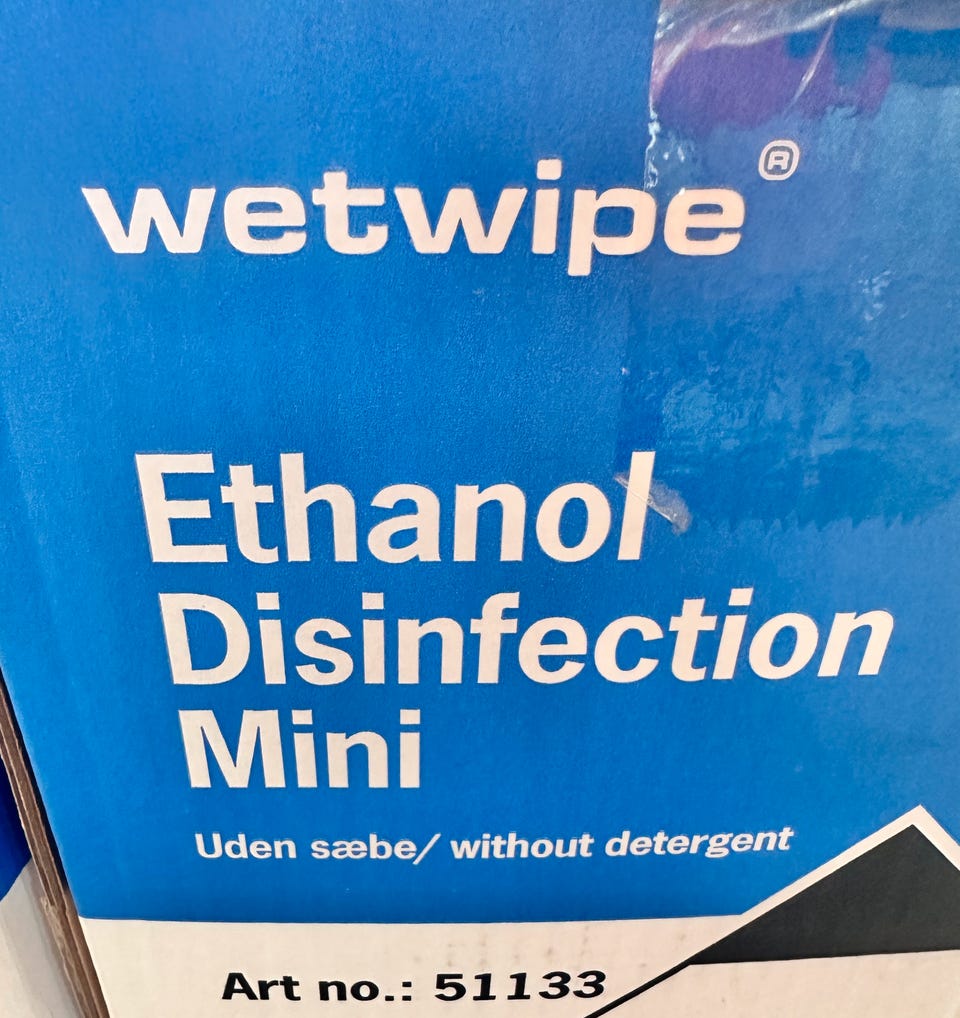 wetwipe®
Ethanol
Disinfection
Mini
Uden sæbe/ without detergent
Art no.: 51133